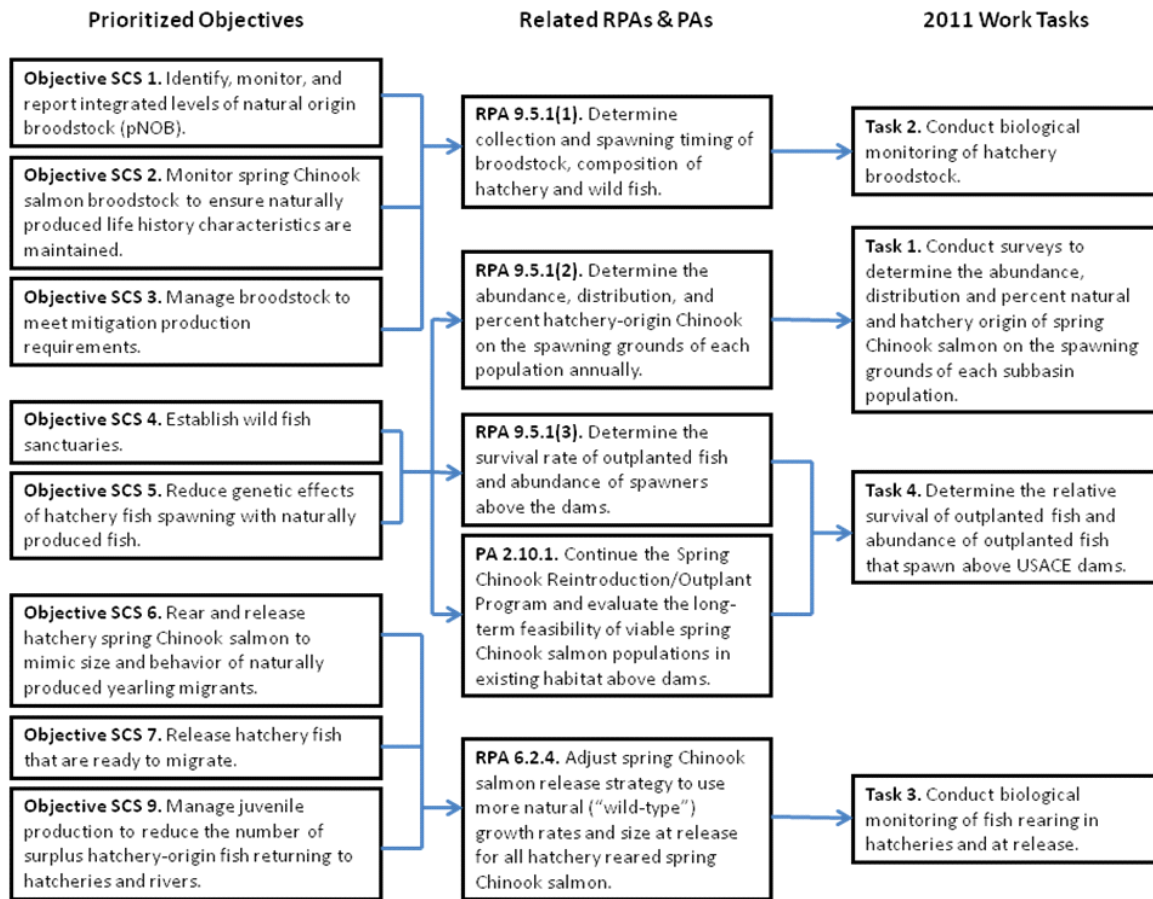 Prioritized Objectives
Related RPAs & PAs
2011 Work Tasks
Objective SCS 1. Identify, monitor, and
report integrated levels of natural origin
broodstock (pNOB).
Objective SCS 2. Monitor spring Chinook
salmon broodstock to ensure naturally
produced life history characteristics are
maintained.
Objective SCS 3. Manage broodstock to
meet mitigation production
requirements.
Objective SCS 4. Establish wild fish
sanctuaries.
Objective SCS 5. Reduce genetic effects
of hatchery fish spawning with naturally
produced fish.
Objective SCS 6. Rear and release
hatchery spring Chinook salmon to
mimic size and behavior of naturally
produced yearling migrants.
Objective SCS 7. Release hatchery fish
that are ready to migrate.
Objective SCS 9. Manage juvenile
production to reduce the number of
surplus hatchery-origin fish returning to
hatcheries and rivers.
RPA 9.5.1(1). Determine
collection and spawning timing of
broodstock, composition of
hatchery and wild fish.
RPA 9.5.1(2). Determine the
abundance, distribution, and
percent hatchery-origin Chinook
on the spawning grounds of each
population annually.
RPA 9.5.1(3). Determine the
survival rate of outplanted fish
and abundance of spawners
above the dams.
PA 2.10.1. Continue the Spring
Chinook Reintroduction/Outplant
Program and evaluate the long-
term feasibility of viable spring
Chinook salmon populations in
existing habitat above dams.
RPA 6.2.4. Adjust spring Chinook
salmon release strategy to use
more natural (“wild-type”)
growth rates and size at release
for all hatchery reared spring
Chinook salmon.
Task 2. Conduct biological
monitoring of hatchery
broodstock.
Task 1. Conduct surveys to
determine the abundance,
distribution and percent natural
and hatchery origin of spring
Chinook salmon on the spawning
grounds of each subbasin
population.
Task 4. Determine the relative
survival of outplanted fish and
abundance of outplanted fish
that spawn above USACE dams.
Task 3. Conduct biological
monitoring of fish rearing in
hatcheries and at release.